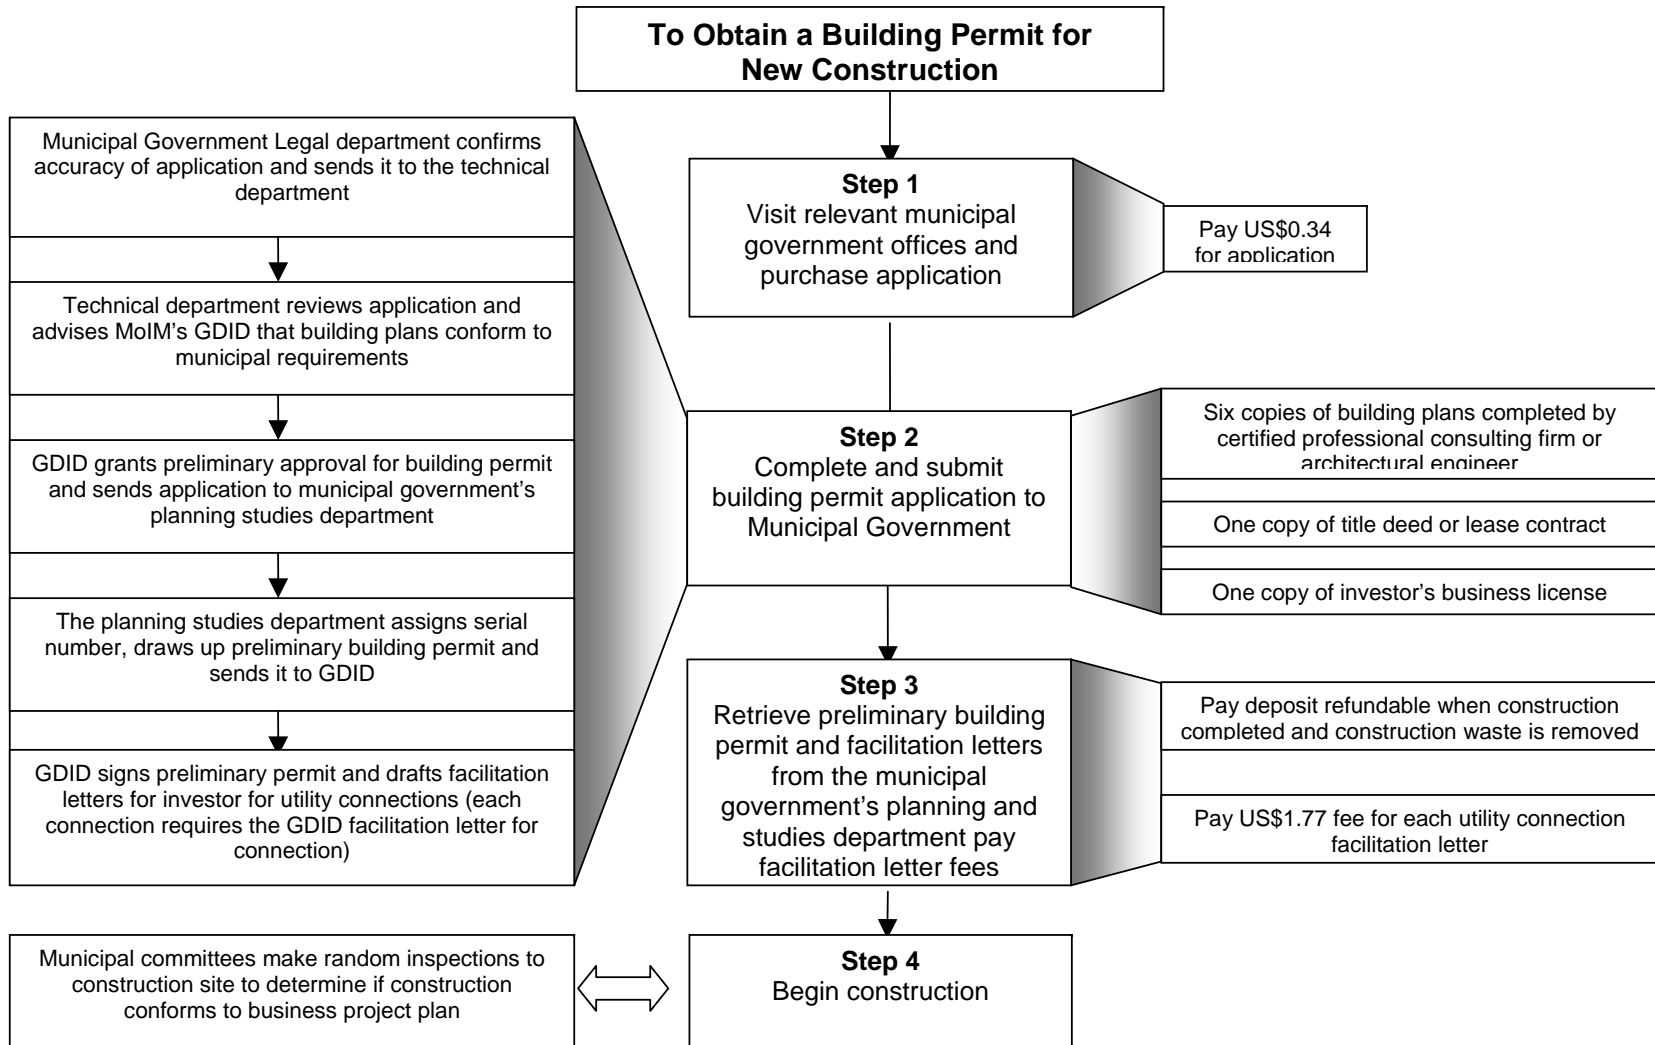 To Obtain a Building Permit for
New Construction
Step 1
Visit relevant municipal
government offices and
purchase application
Pay US$0.34
for application
Step 2
Complete and submit
building permit application to
Municipal Government
Municipal Government Legal department confirms
accuracy of application and sends it to the technical
department
Technical department reviews application and
advises MoIM's GDID that building plans conform to
municipal requirements
GDID grants preliminary approval for building permit
and sends application to municipal government's
planning studies department
The planning studies department assigns serial
number, draws up preliminary building permit and
sends it to GDID
GDID signs preliminary permit and drafts facilitation
letters for investor for utility connections (each
connection requires the GDID facilitation letter for
connection)
Six copies of building plans completed by
certified professional consulting firm or
architectural engineer
One copy of title deed or lease contract
One copy of investor's business license
Step 3
Retrieve preliminary building
permit and facilitation letters
from the municipal
government's planning and
studies department pay
facilitation letter fees
Pay deposit refundable when construction
completed and construction waste is removed
Pay US$1.77 fee for each utility connection
facilitation letter
Step 4
Begin construction
Municipal committees make random inspections to
construction site to determine if construction
conforms to business project plan